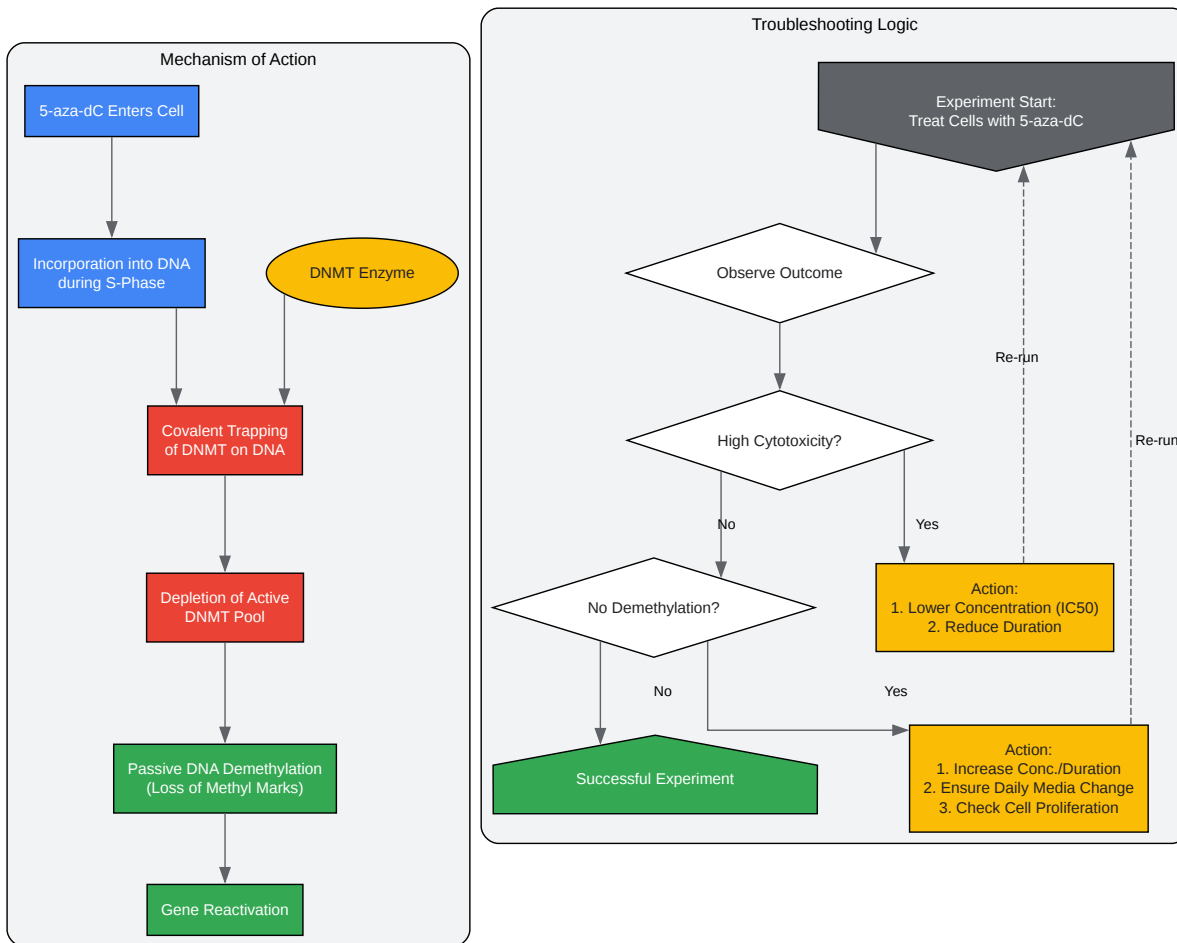 Mechanism of Action
5-aza-dC Enters Cell
Incorporation into DNA
during S-Phase
DNMT Enzyme
Covalent Trapping
of DNMT on DNA
Depletion of Active
DNMT Pool
Passive DNA Demethylation
(Loss of Methyl Marks)
Gene Reactivation
Troubleshooting Logic
Experiment Start:
Treat Cells with 5-aza-dC
Observe Outcome
High Cytotoxicity?
Re-run
Re-run
No
Yes
No Demethylation?
Action:
1. Lower Concentration (IC50)
2. Reduce Duration
No
Yes
Successful Experiment
Action:
1. Increase Conc./Duration
2. Ensure Daily Media Change
3. Check Cell Proliferation